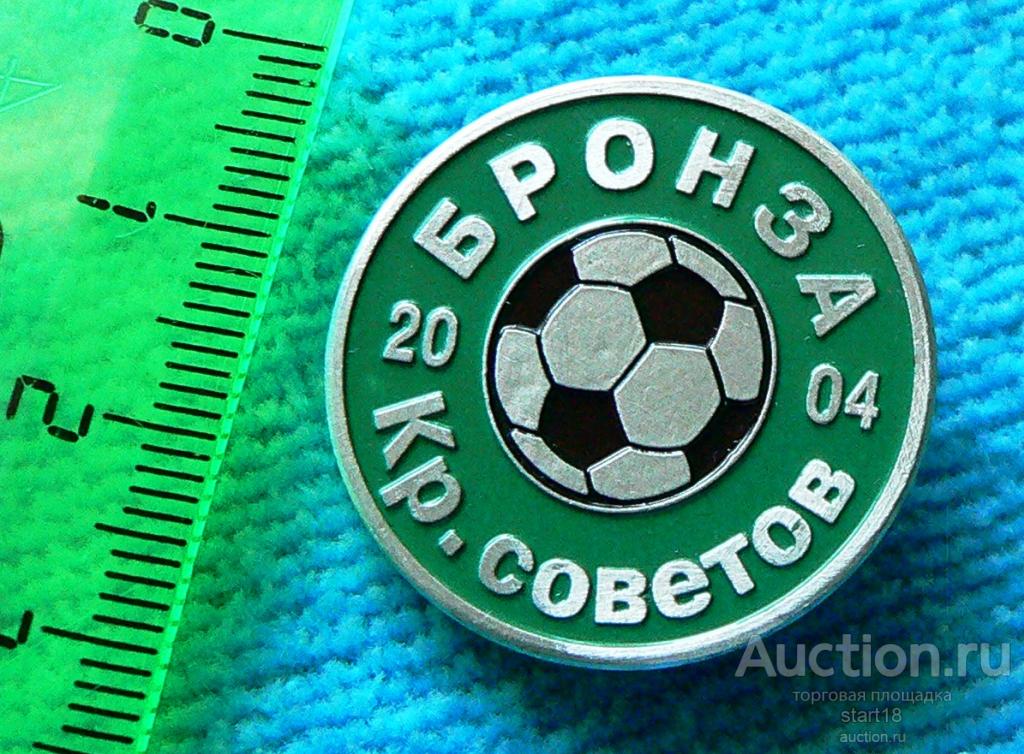 0
1
2
БРОНЗА
20
04
Кр. советов
Auction.ru
торговая площадка
start18
auction.ru